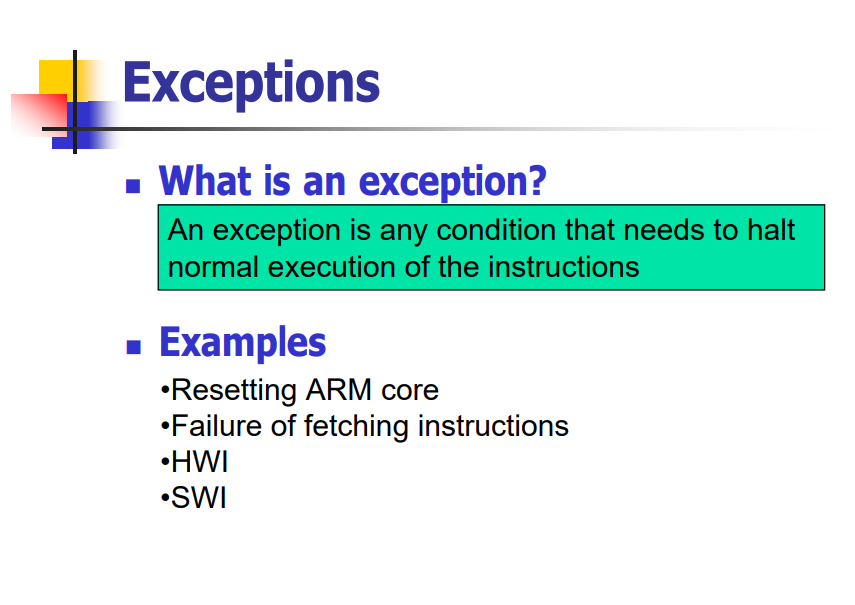 Exceptions
What is an exception?
An exception is any condition that needs to halt
normal execution of the instructions
Examples
•Resetting ARM core
•Failure of fetching instructions
•HWI
•SWI